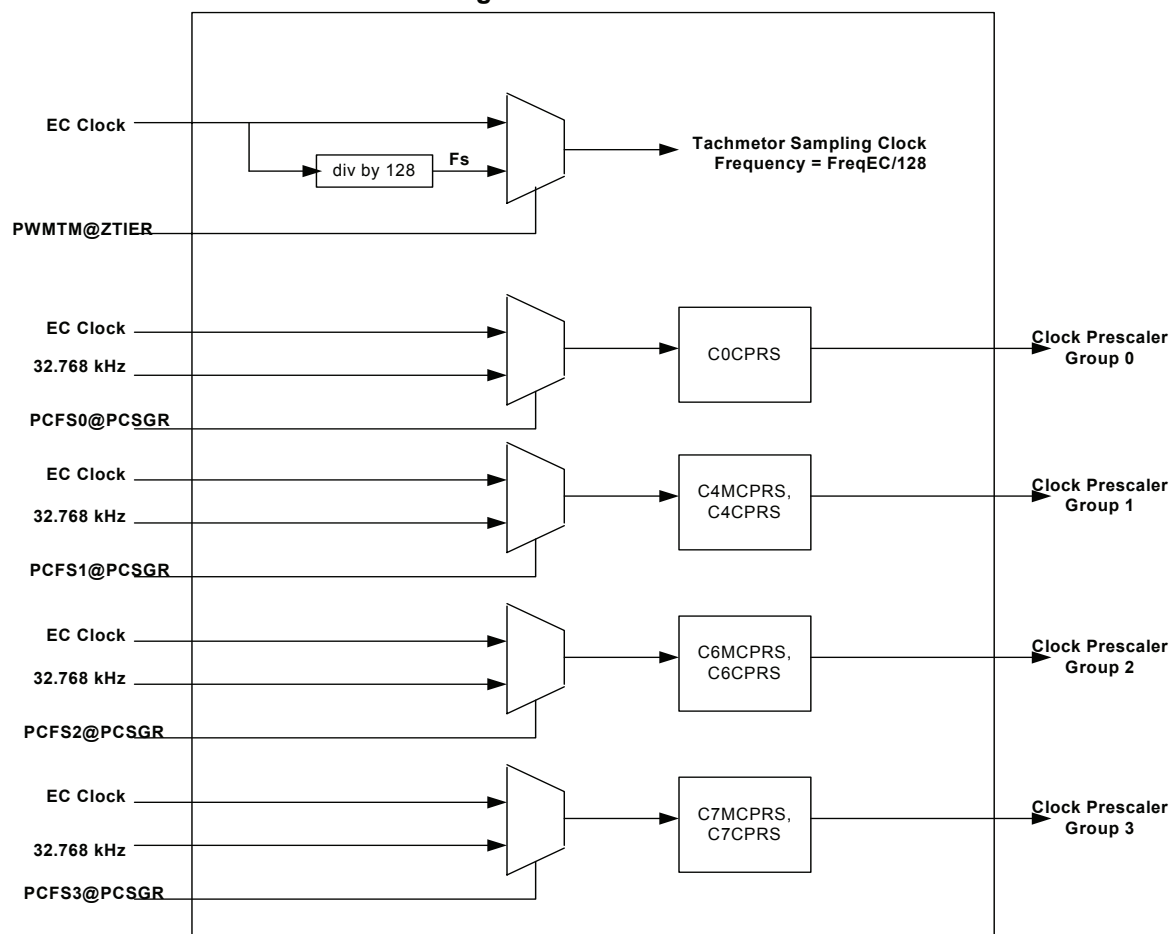 EC Clock
div by 128
Fs
Tachmetor Sampling Clock
Frequency = FreqEC/128
PWMTM@ZTIER
EC Clock
32.768 kHz
PCFS0@PCSGR
C0CPRS
Clock Prescaler
Group 0
EC Clock
32.768 kHz
PCFS1@PCSGR
C4MCPRS,
C4CPRS
Clock Prescaler
Group 1
EC Clock
32.768 kHz
PCFS2@PCSGR
C6MCPRS,
C6CPRS
Clock Prescaler
Group 2
EC Clock
32.768 kHz
PCFS3@PCSGR
C7MCPRS,
C7CPRS
Clock Prescaler
Group 3